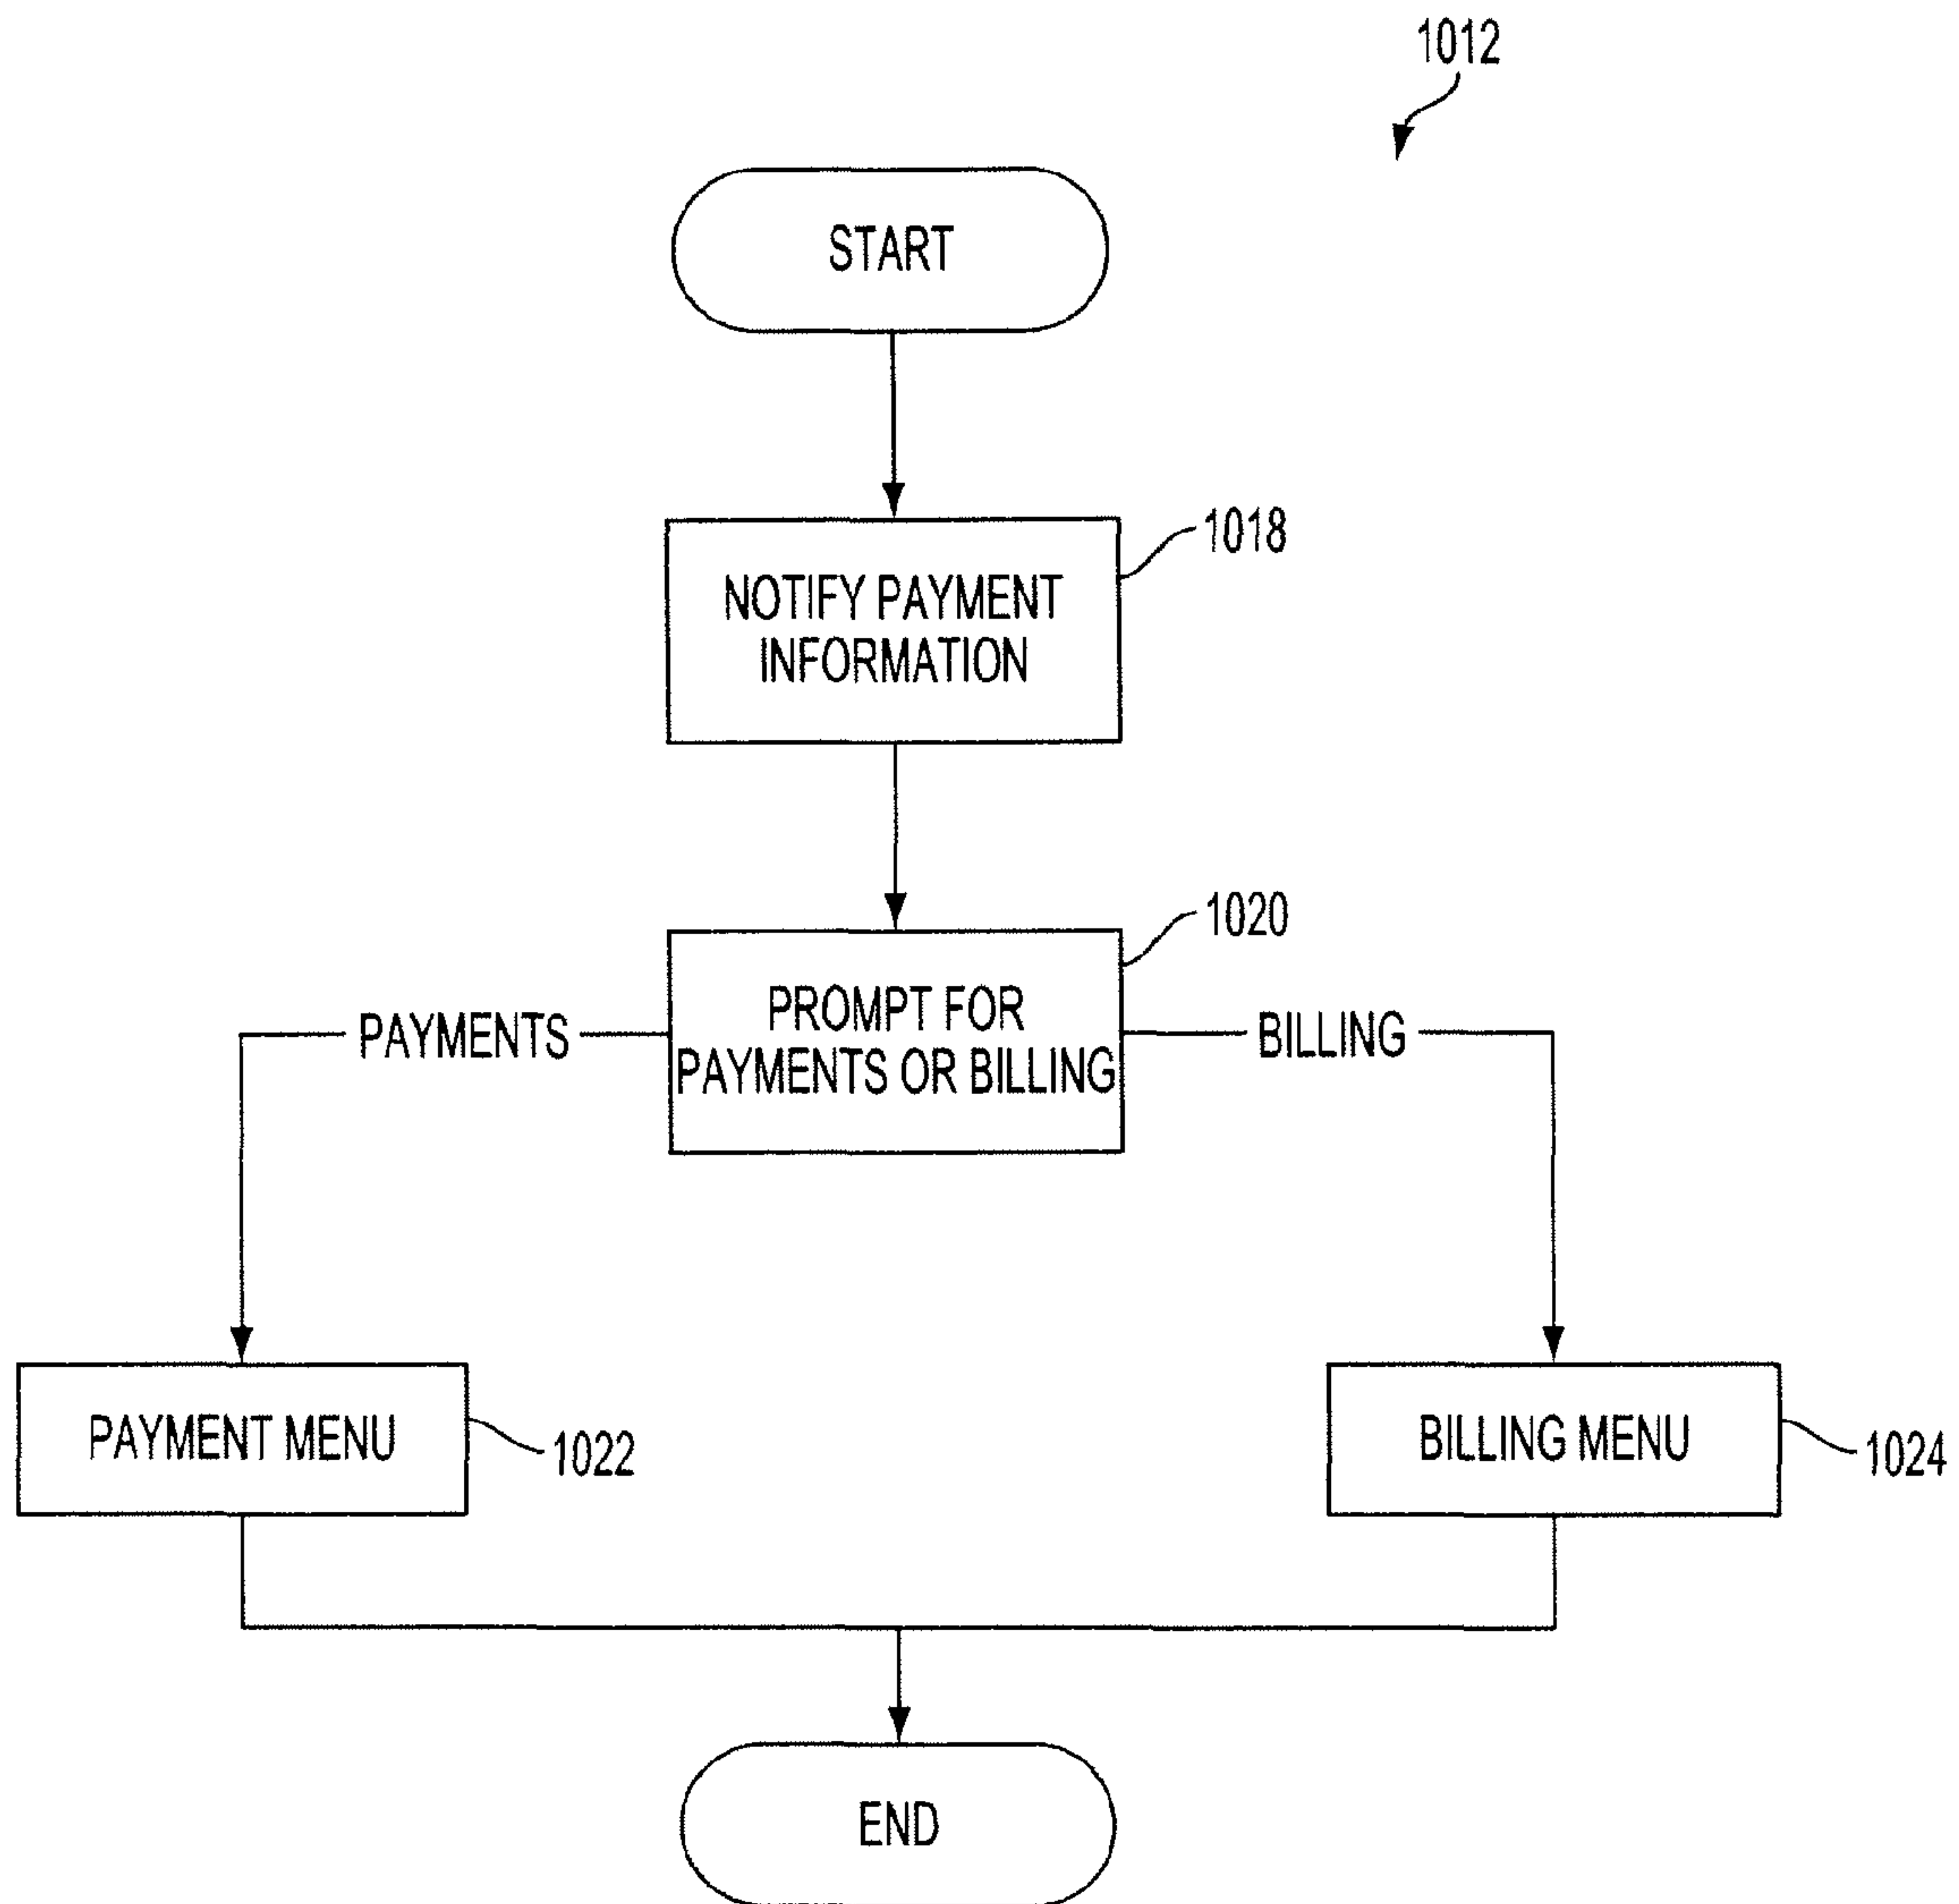 1012
START
1018
NOTIFY PAYMENT
INFORMATION
1020
PROMPT FOR
PAYMENTS OR BILLING
PAYMENTS
BILLING
PAYMENT MENU
1022
BILLING MENU
1024
END